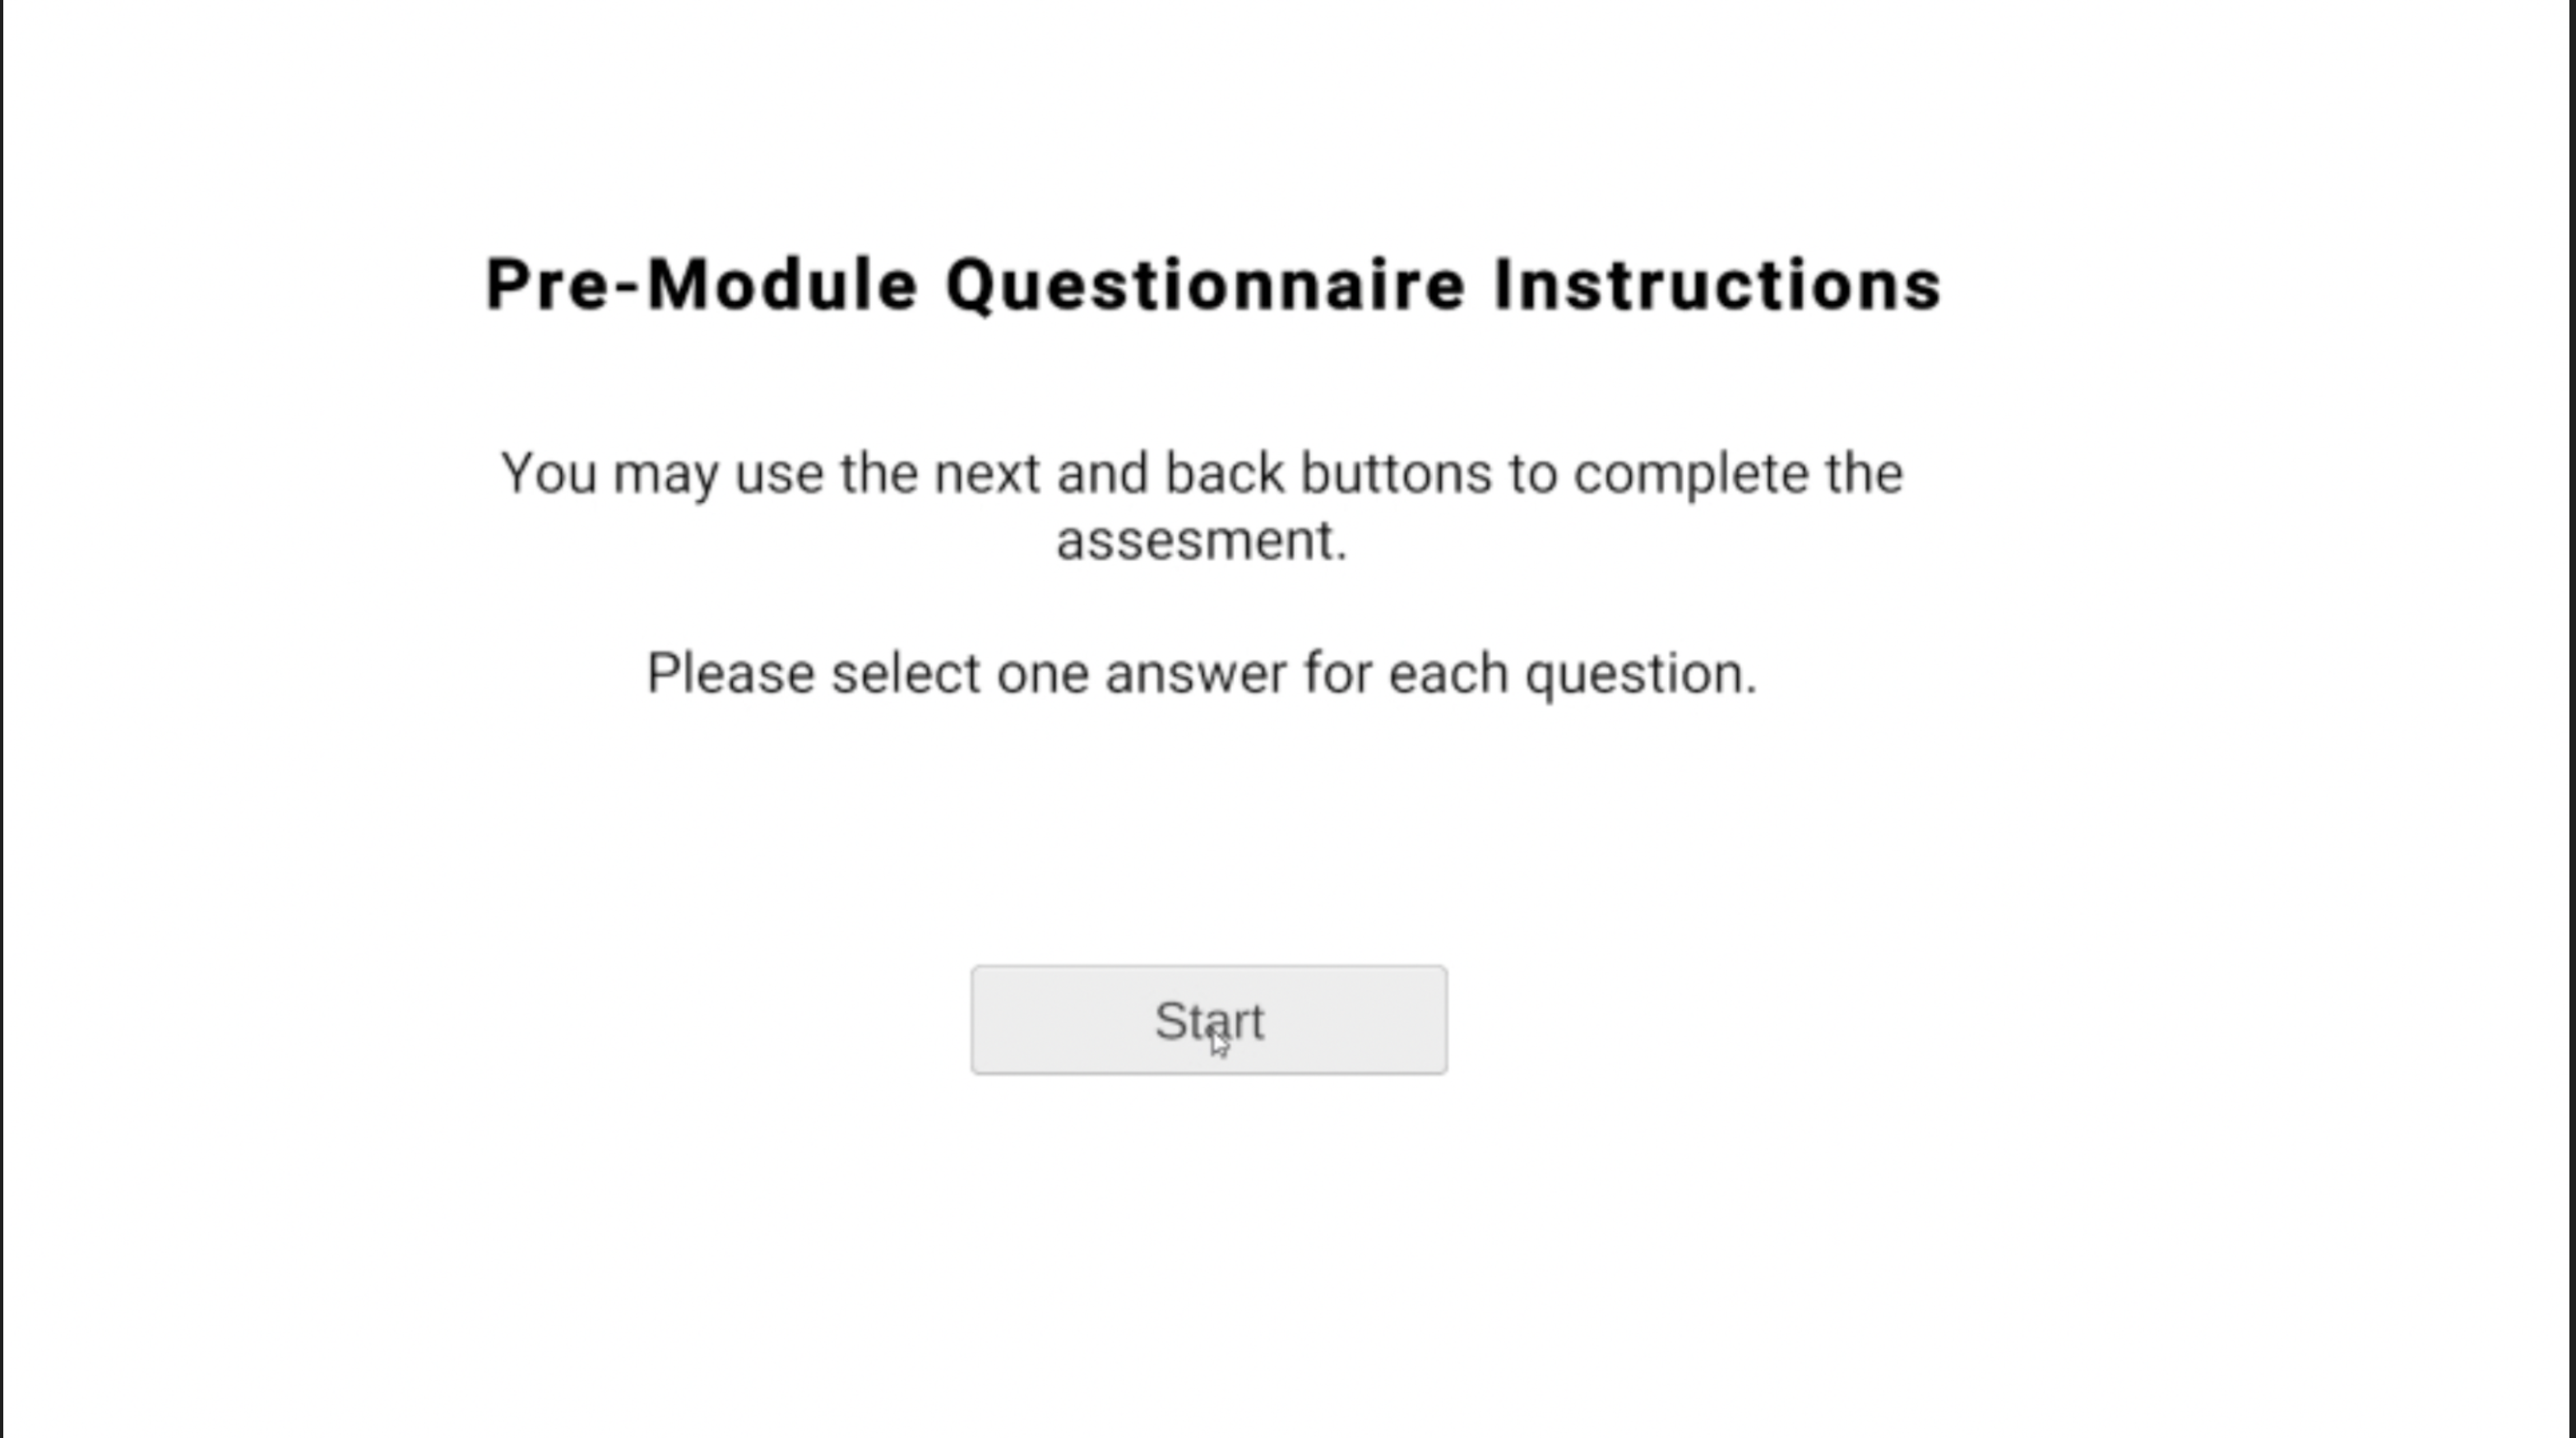 Pre-Module Questionnaire Instructions
You may use the next and back buttons to complete the
assesment.
Please select one answer for each question.
Start